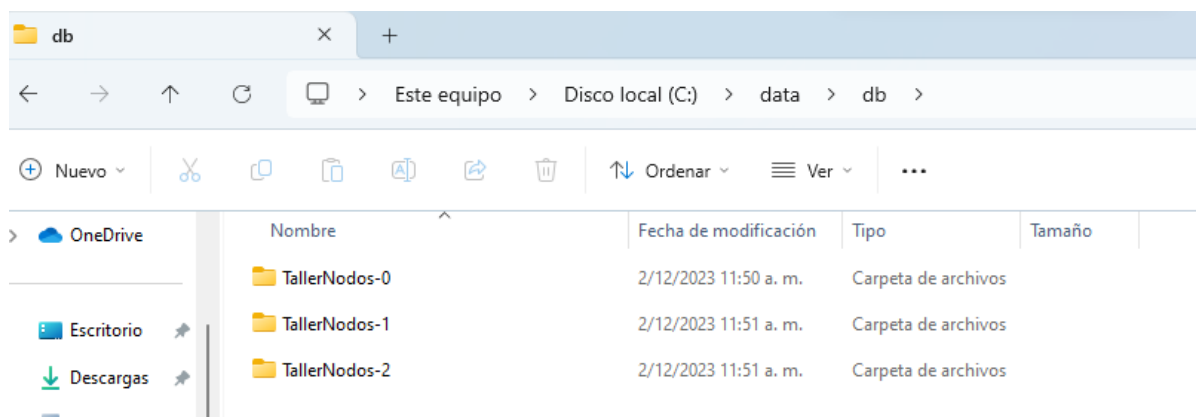 db
Este equipo > Disco local (C:) > data > db >
Nuevo Ordenar Ver ...
OneDrive
Escritorio
Descargas
Nombre Fecha de modificación Tipo Tamaño
TallerNodos-0 2/12/2023 11:50 a. m. Carpeta de archivos
TallerNodos-1 2/12/2023 11:51 a. m. Carpeta de archivos
TallerNodos-2 2/12/2023 11:51 a. m. Carpeta de archivos